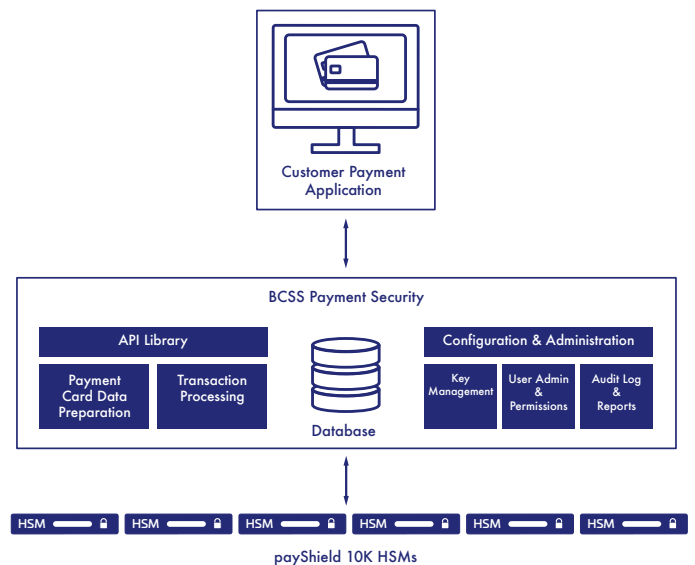 Customer Payment
Application
BCSS Payment Security
API Library
Payment
Card Data
Preparation
Transaction
Processing
Database
Configuration & Administration
Key
Management
User Admin
&
Permissions
Audit Log
&
Reports
HSM
HSM
HSM
HSM
HSM
HSM
payShield 10K HSMs